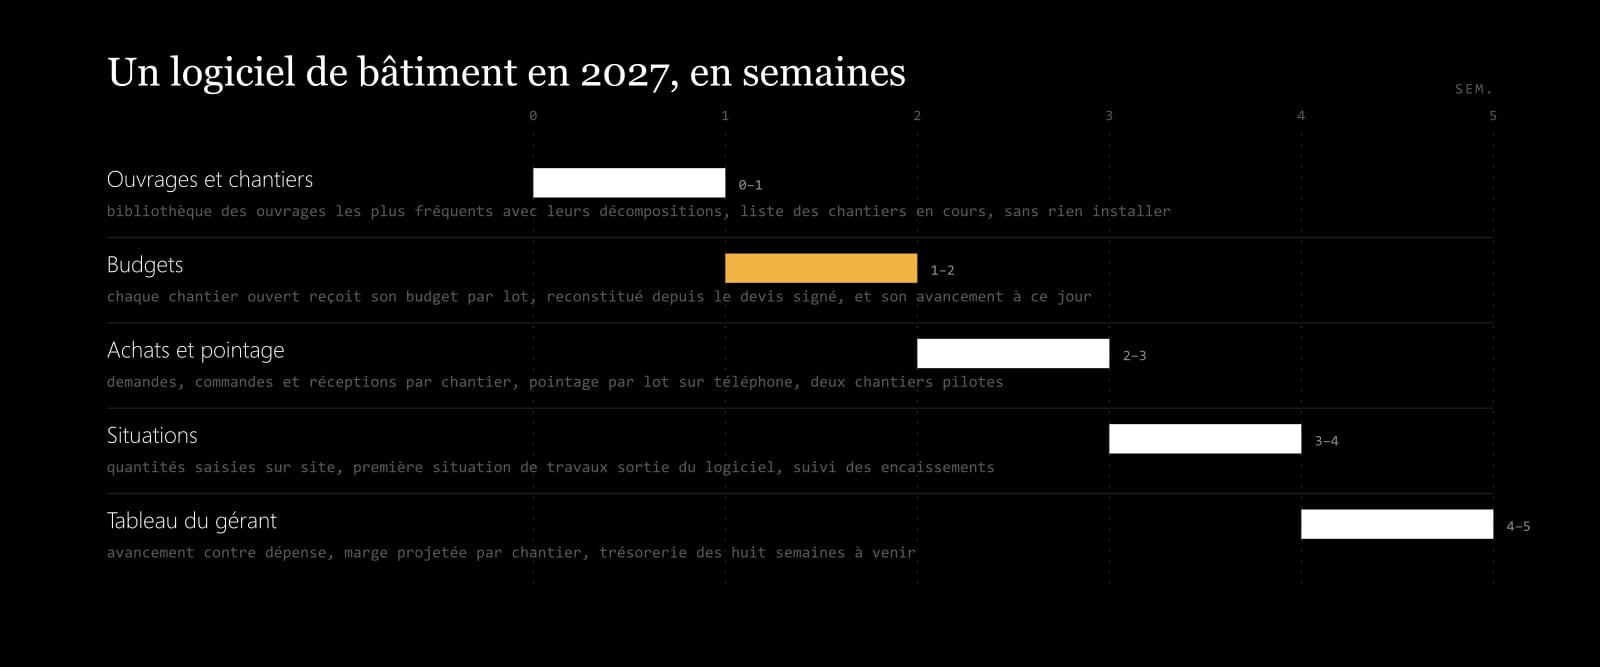 Un logiciel de bâtiment en 2027, en semaines
SEM.
0 1 2 3 4 5
Ouvrages et chantiers
0–1
bibliothèque des ouvrages les plus fréquents avec leurs décompositions, liste des chantiers en cours, sans rien installer
Budgets
1–2
chaque chantier ouvert reçoit son budget par lot, reconstitué depuis le devis signé, et son avancement à ce jour
Achats et pointage
2–3
demandes, commandes et réceptions par chantier, pointage par lot sur téléphone, deux chantiers pilotes
Situations
3–4
quantités saisies sur site, première situation de travaux sortie du logiciel, suivi des encaissements
Tableau du gérant
4–5
avancement contre dépense, marge projetée par chantier, trésorerie des huit semaines à venir